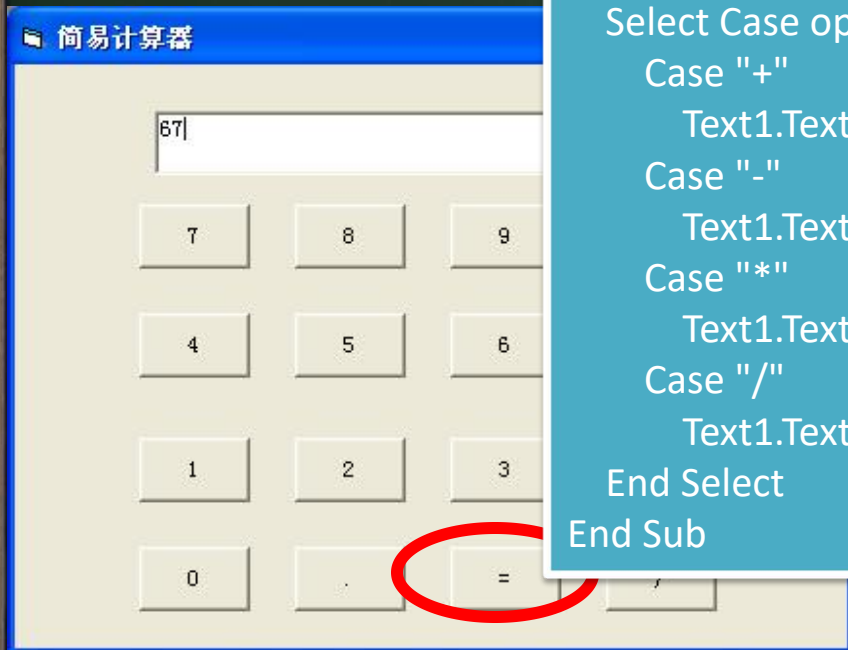 简易计算器
67
7 8 9
4 5 6
1 2 3
0 . = /
Select Case op
Case "+"
Text1.Text
Case "-"
Text1.Text
Case "*"
Text1.Text
Case "/"
Text1.Text
End Select
End Sub